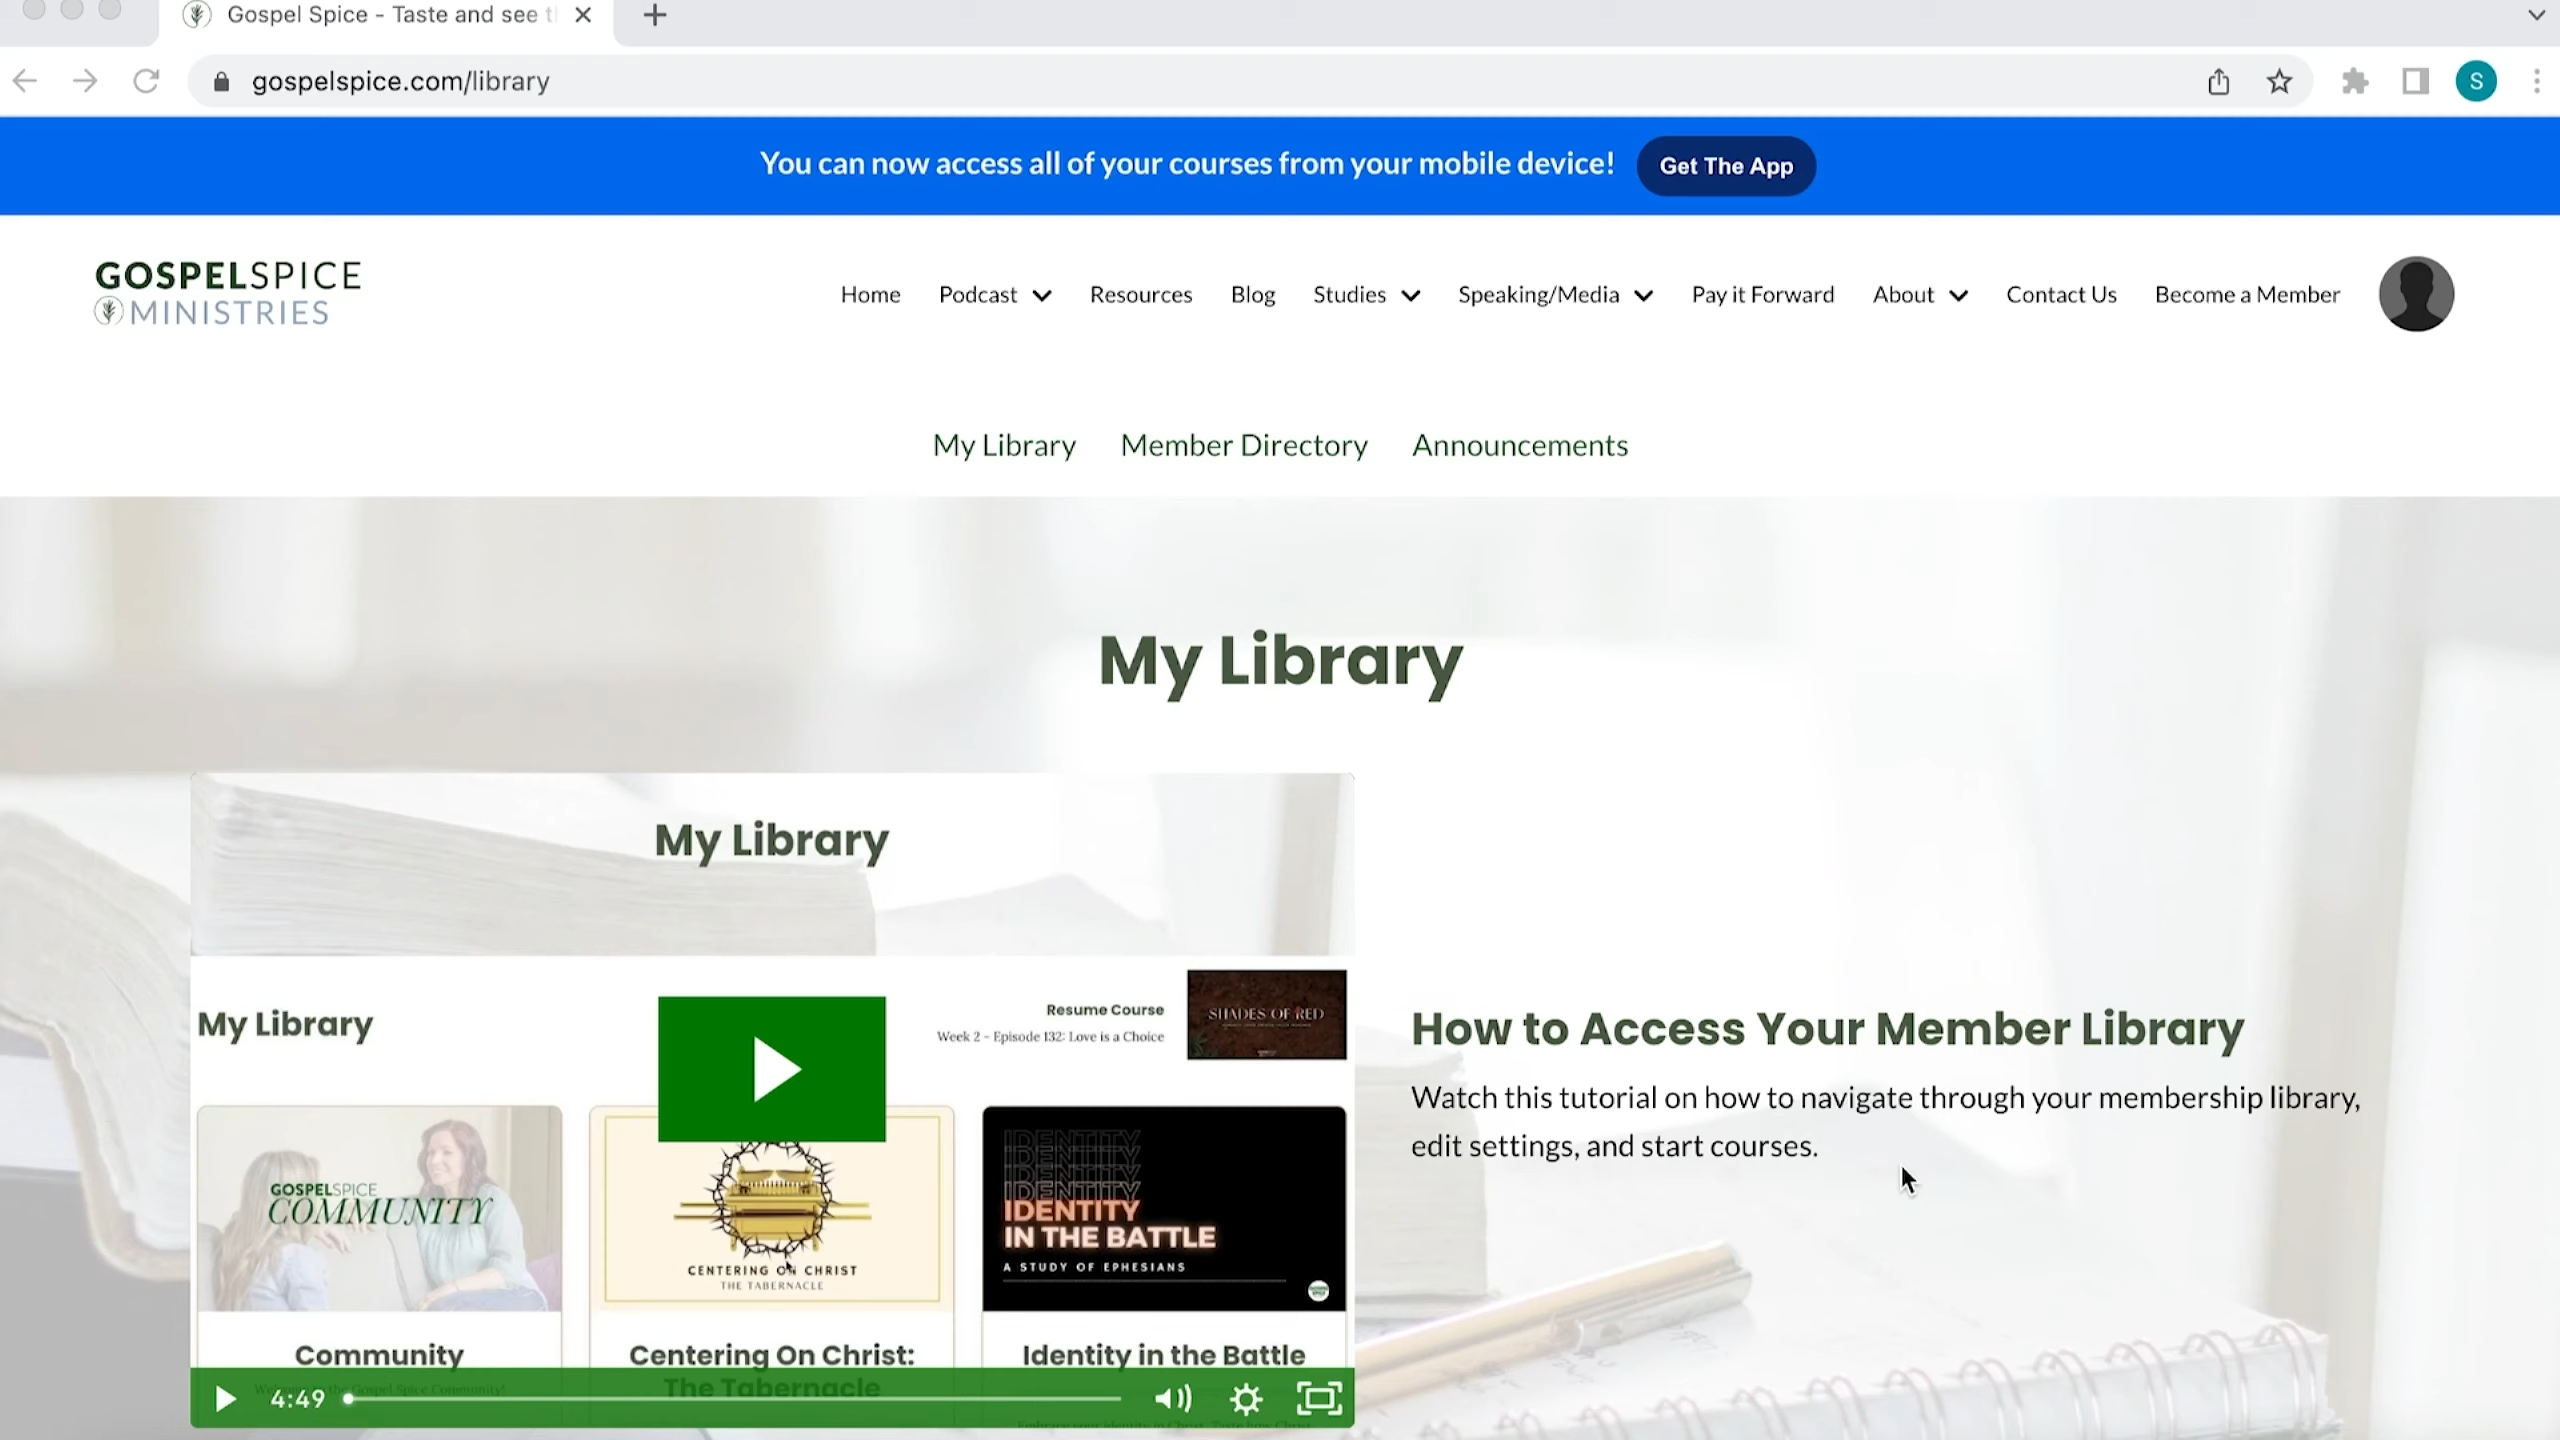 Gospel Spice - Taste and see
gospelspice.com/library
S
You can now access all of your courses from your mobile device!
Get The App
GOSPELSPICE
MINISTRIES
Home Podcast Resources Blog Studies Speaking/Media Pay it Forward About Contact Us Become a Member
My Library Member Directory Announcements
My Library
My Library
My Library
Resume Course
Week 2 - Episode 132: Love is a Choice
SHADES OF RED
How to Access Your Member Library
Watch this tutorial on how to navigate through your membership library,
edit settings, and start courses.
GOSPELSPICE
COMMUNITY
CENTERING ON CHRIST
THE TABERNACLE
IDENTITY
IDENTITY
IDENTITY
IDENTITY
IDENTITY
IN THE BATTLE
A STUDY OF EPHESIANS
Community
Centering On Christ:
The Tabernacle
Identity in the Battle
4:49